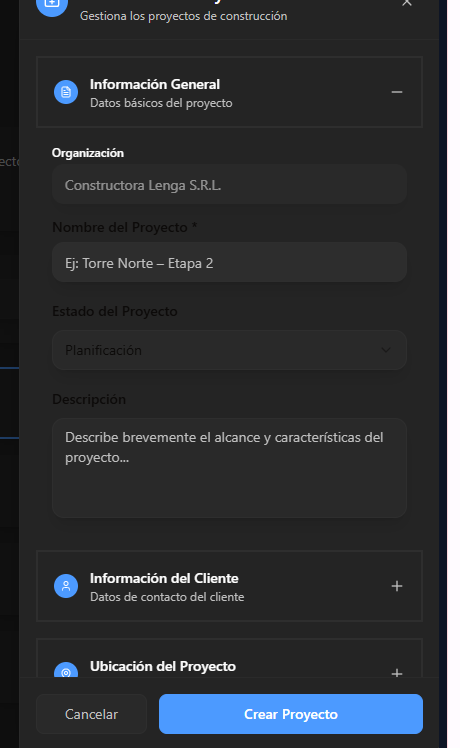 Gestiona los proyectos de construcción
Información General
Datos básicos del proyecto
Organización
Constructora Lenga S.R.L.
Nombre del Proyecto *
Ej: Torre Norte – Etapa 2
Estado del Proyecto
Planificación
Descripción
Describe brevemente el alcance y características del
proyecto...
Información del Cliente
Datos de contacto del cliente
Ubicación del Proyecto
Cancelar
Crear Proyecto